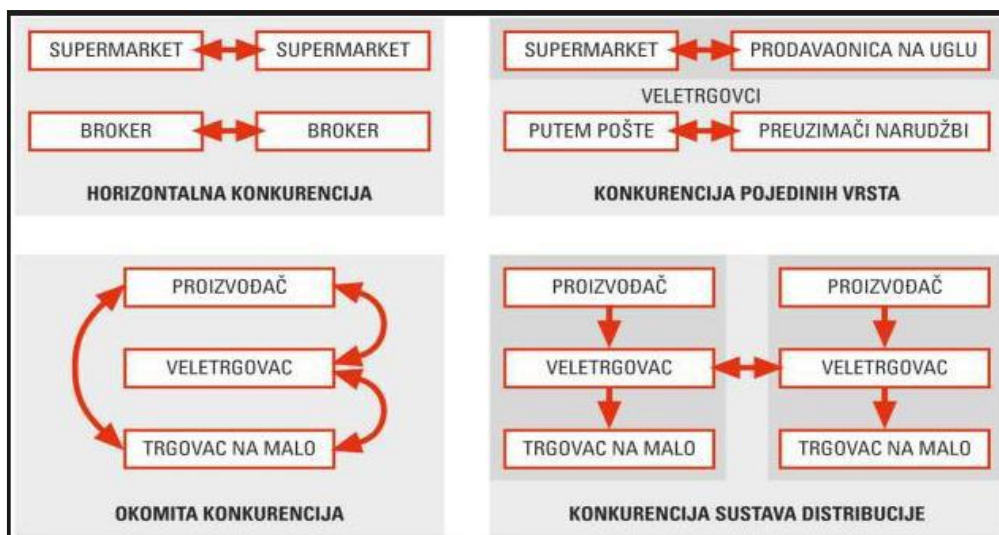 SUPERMARKET SUPERMARKET
BROKER BROKER
HORIZONTALNA KONKURENCIJA
SUPERMARKET PRODAVAONICA NA UGLU
VELETRGOVCI
PUTEM POŠTE PREUZIMAČI NARUDŽBI
KONKURENCIJA POJEDINIH VRSTA
PROIZVOĐAČ
VELETRGOVAC
TRGOVAC NA MALO
OKOMITA KONKURENCIJA
PROIZVOĐAČ PROIZVOĐAČ
VELETRGOVAC VELETRGOVAC
TRGOVAC NA MALO TRGOVAC NA MALO
KONKURENCIJA SUSTAVA DISTRIBUCIJE